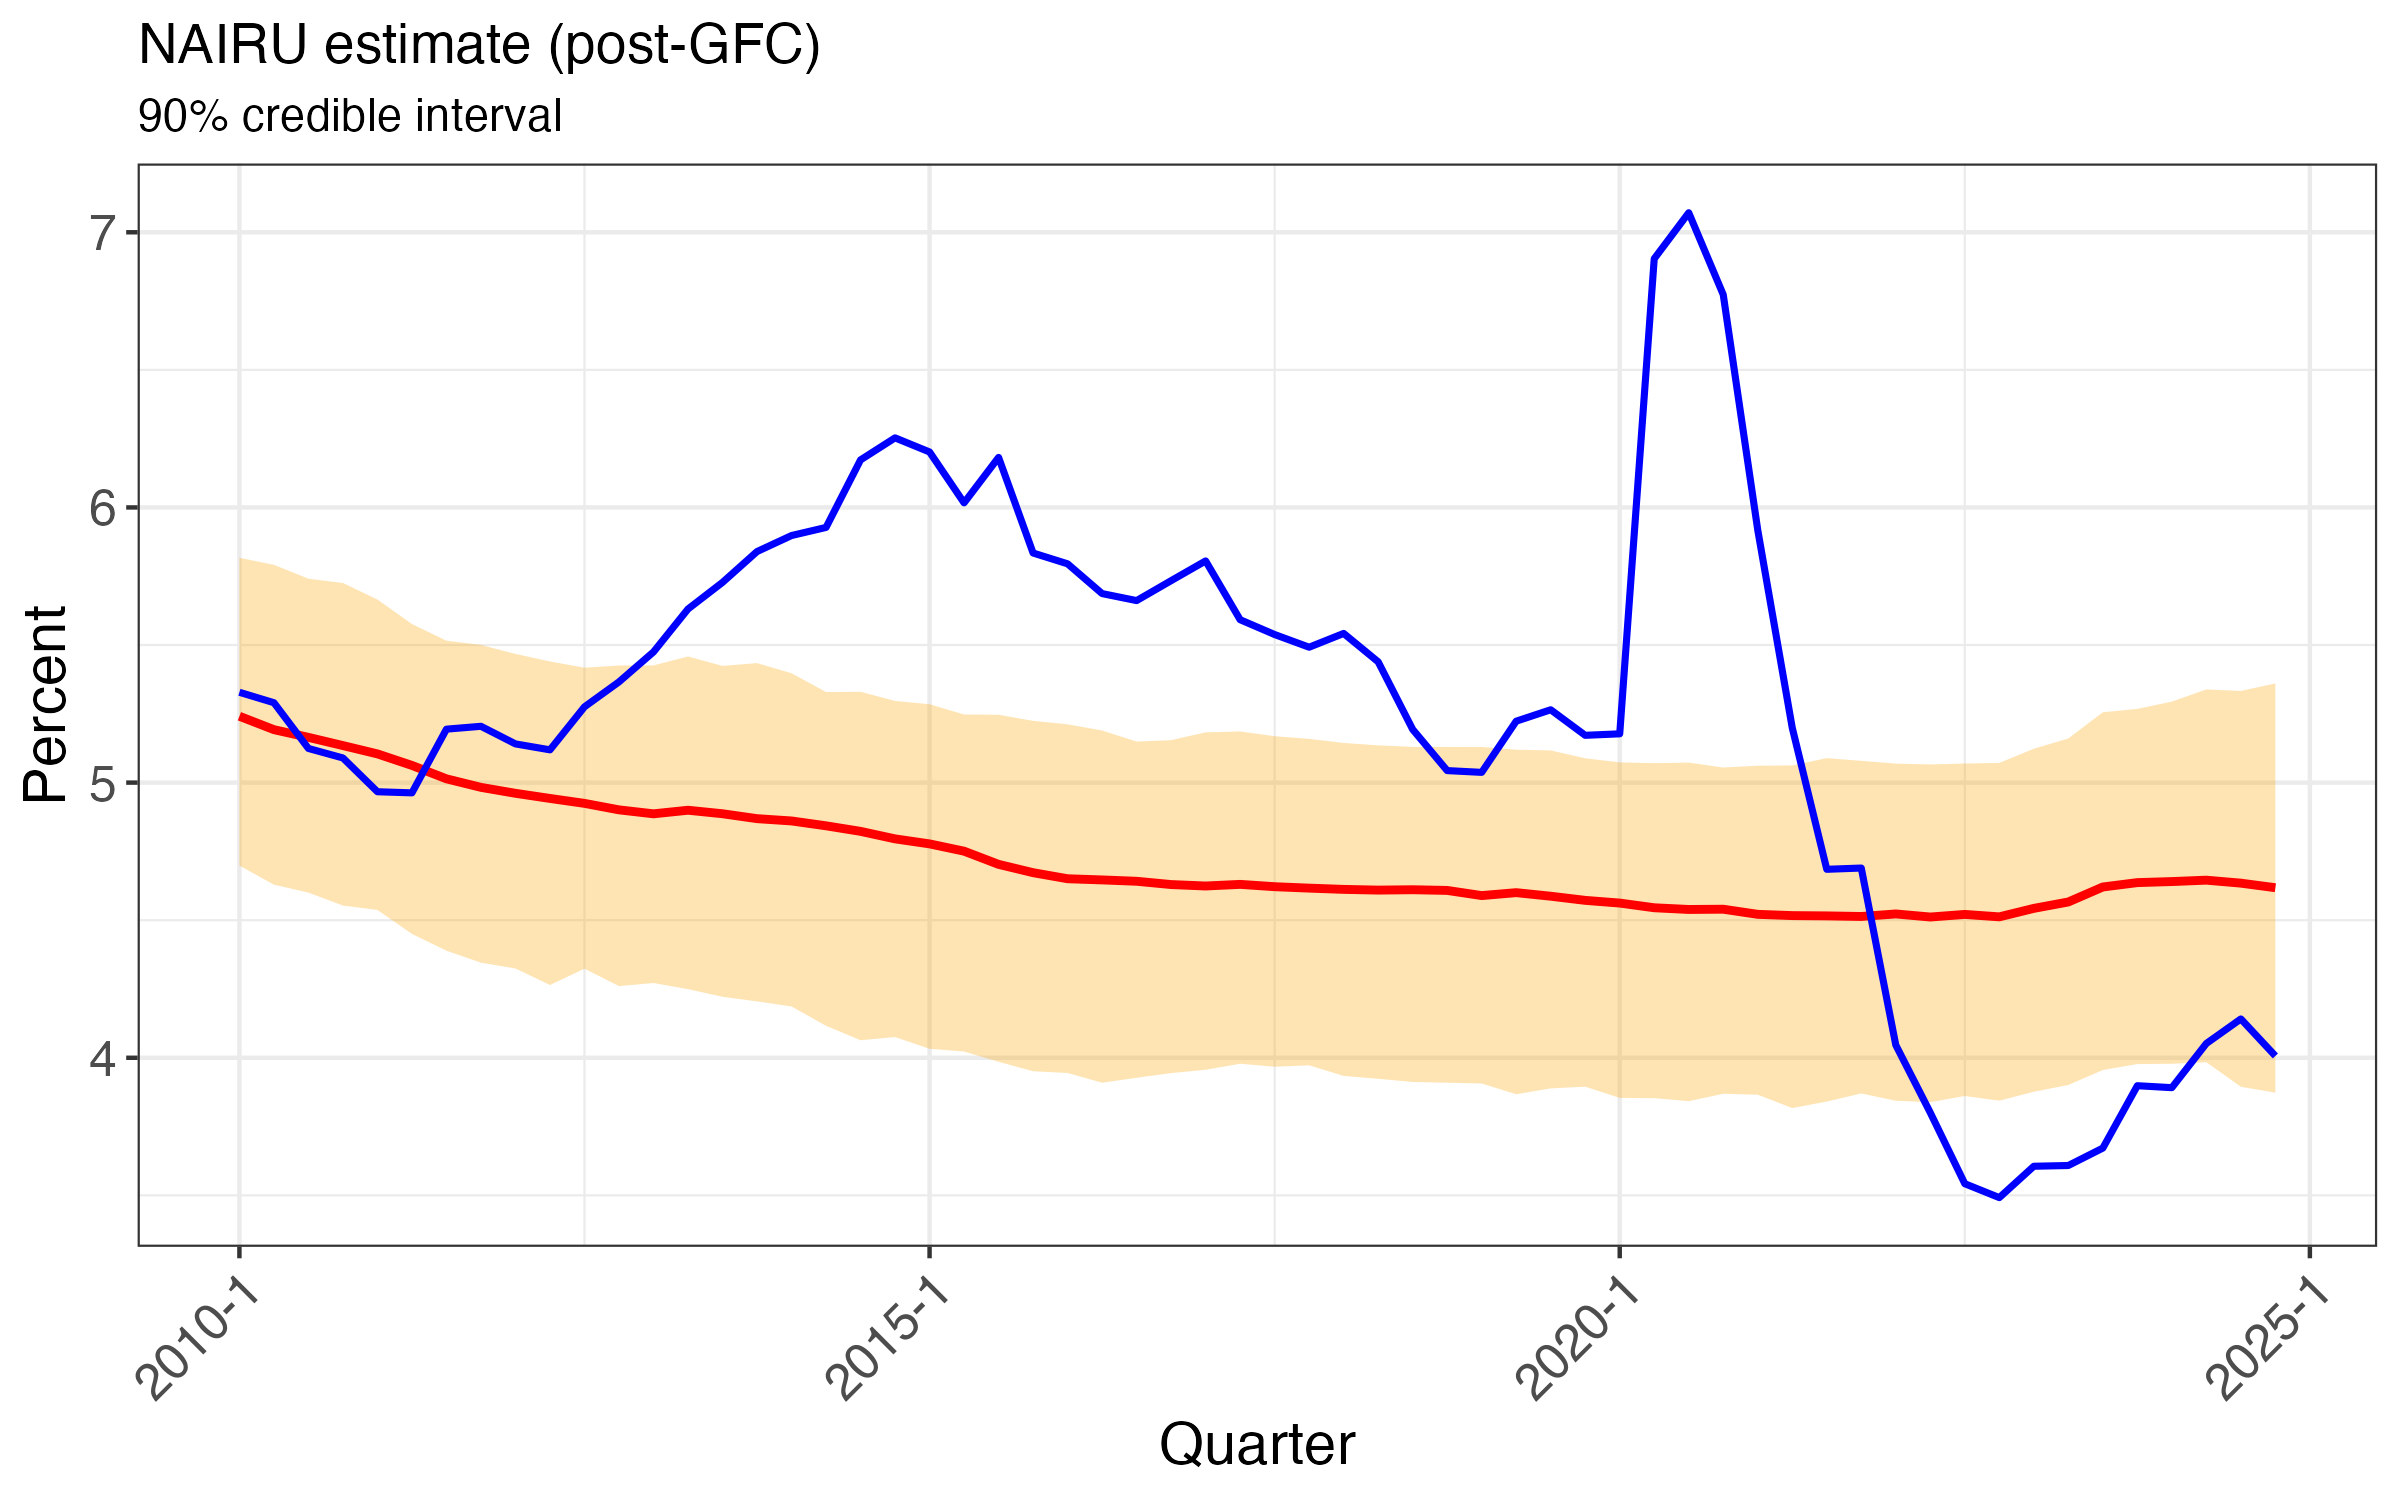 NAIRU estimate (post-GFC)
90% credible interval
7
6
5
4
Percent
2010-1
2015-1
2020-1
2025-1
Quarter